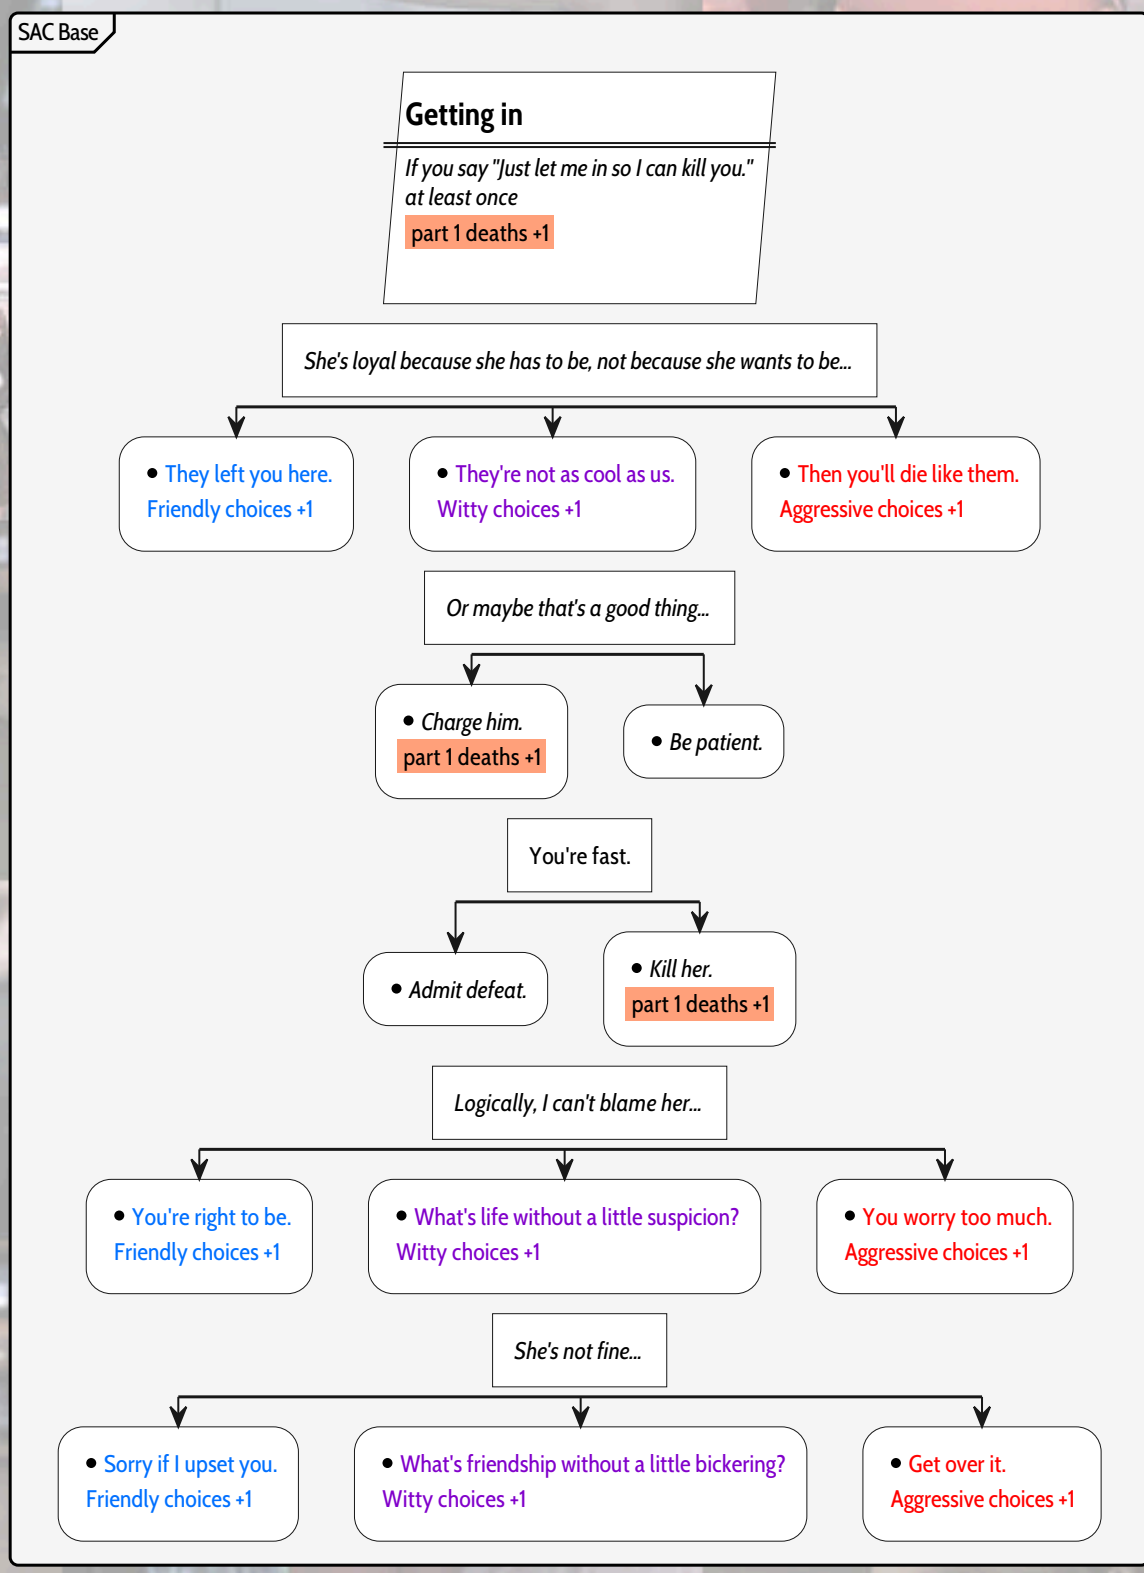 SAC Base
Getting in
If you say "Just let me in so I can kill you."
at least once
part 1 deaths +1
She's loyal because she has to be, not because she wants to be...
• They left you here.
Friendly choices +1
• They're not as cool as us.
Witty choices +1
• Then you'll die like them.
Aggressive choices +1
Or maybe that's a good thing...
• Charge him.
part 1 deaths +1
• Be patient.
You're fast.
• Admit defeat.
• Kill her.
part 1 deaths +1
Logically, I can't blame her...
• You're right to be.
Friendly choices +1
• What's life without a little suspicion?
Witty choices +1
• You worry too much.
Aggressive choices +1
She's not fine...
• Sorry if I upset you.
Friendly choices +1
• What's friendship without a little bickering?
Witty choices +1
• Get over it.
Aggressive choices +1